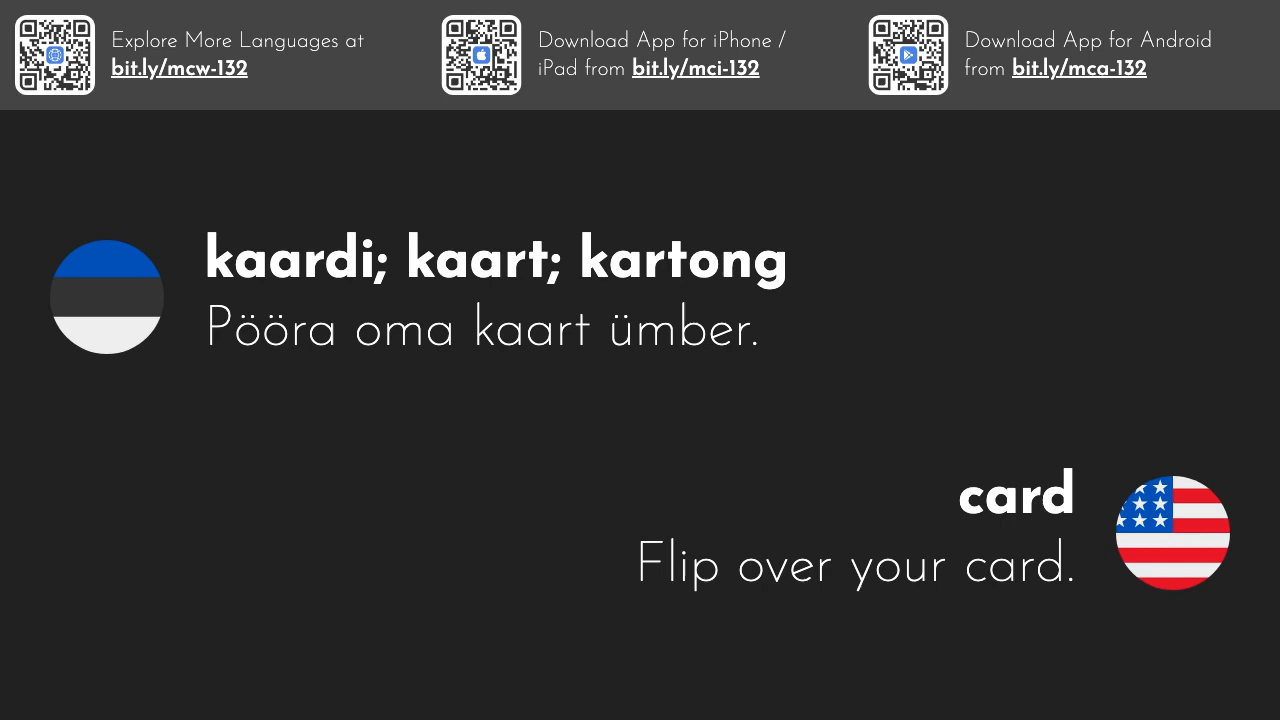 Explore More Languages at
bit.ly/mcw-132
Download App for iPhone /
iPad from bit.ly/mci-132
Download App for Android
from bit.ly/mca-132
kaardi; kaart; kartong
Pööra oma kaart ümber.
card
Flip over your card.